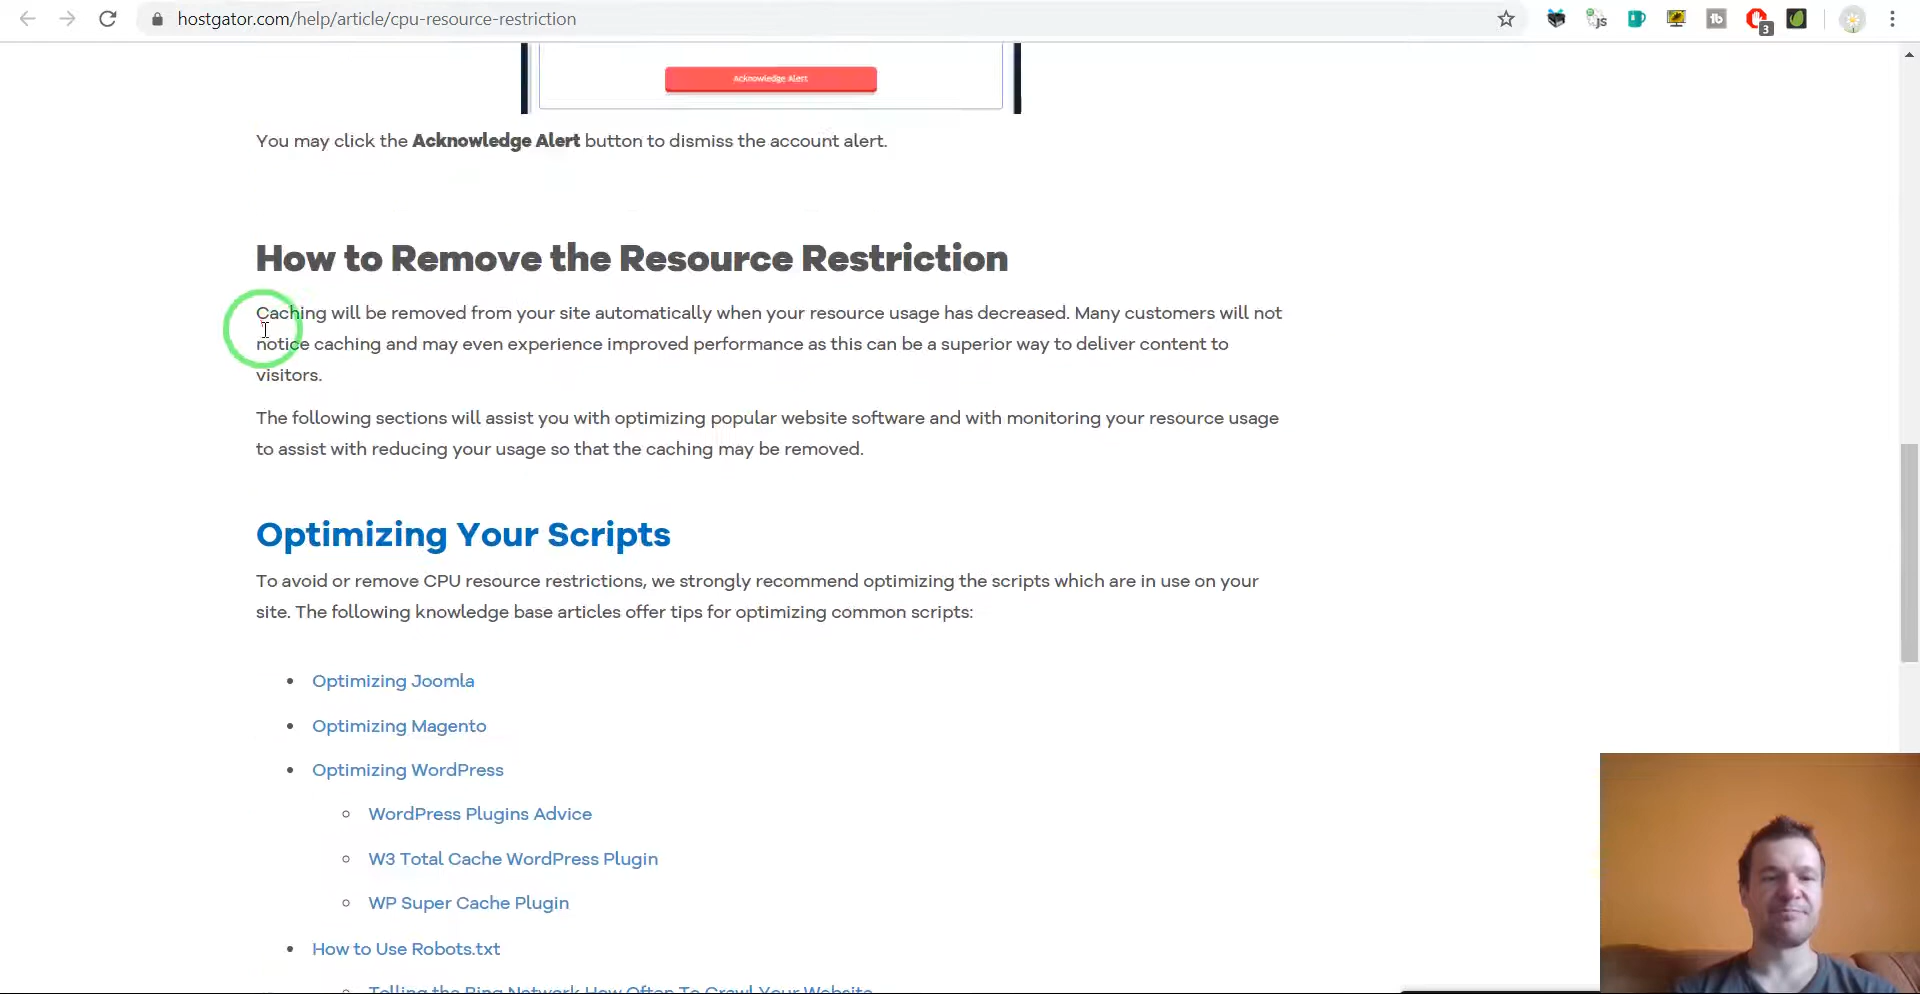 hostgator.com/help/article/cpu-resource-restriction
JS
tb
3
Acknowledge Alert
You may click the Acknowledge Alert button to dismiss the account alert.
How to Remove the Resource Restriction
Caching will be removed from your site automatically when your resource usage has decreased. Many customers will not
notice caching and may even experience improved performance as this can be a superior way to deliver content to
visitors.
The following sections will assist you with optimizing popular website software and with monitoring your resource usage
to assist with reducing your usage so that the caching may be removed.
Optimizing Your Scripts
To avoid or remove CPU resource restrictions, we strongly recommend optimizing the scripts which are in use on your
site. The following knowledge base articles offer tips for optimizing common scripts:
Optimizing Joomla
Optimizing Magento
Optimizing WordPress
WordPress Plugins Advice
W3 Total Cache WordPress Plugin
WP Super Cache Plugin
How to Use Robots.txt
Telling the Bing Network How Often To Crawl Your Website